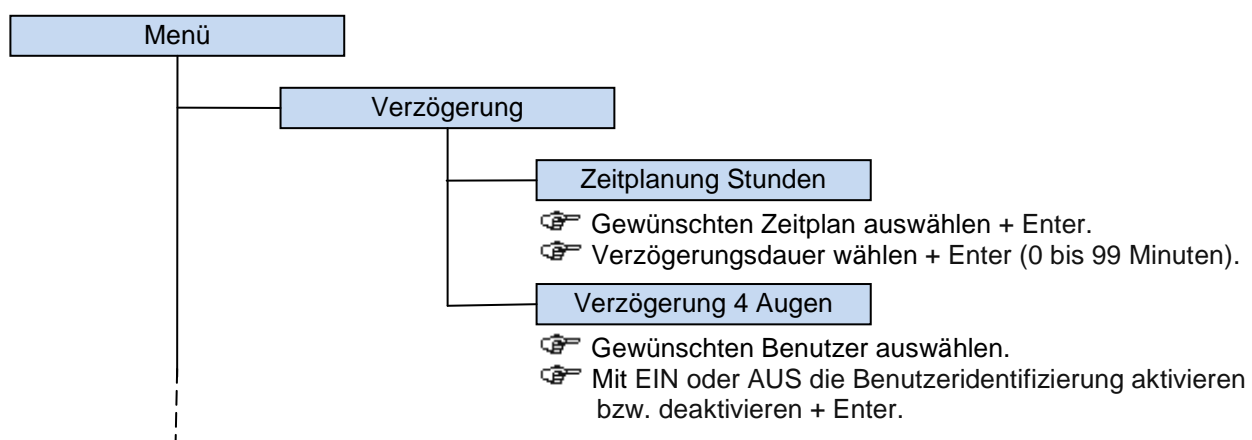 Menü
Verzögerung
Zeitplanung Stunden
Gewünschten Zeitplan auswählen + Enter.
Verzögerungsdauer wählen + Enter (0 bis 99 Minuten).
Verzögerung 4 Augen
Gewünschten Benutzer auswählen.
Mit EIN oder AUS die Benutzeridentifizierung aktivieren
bzw. deaktivieren + Enter.